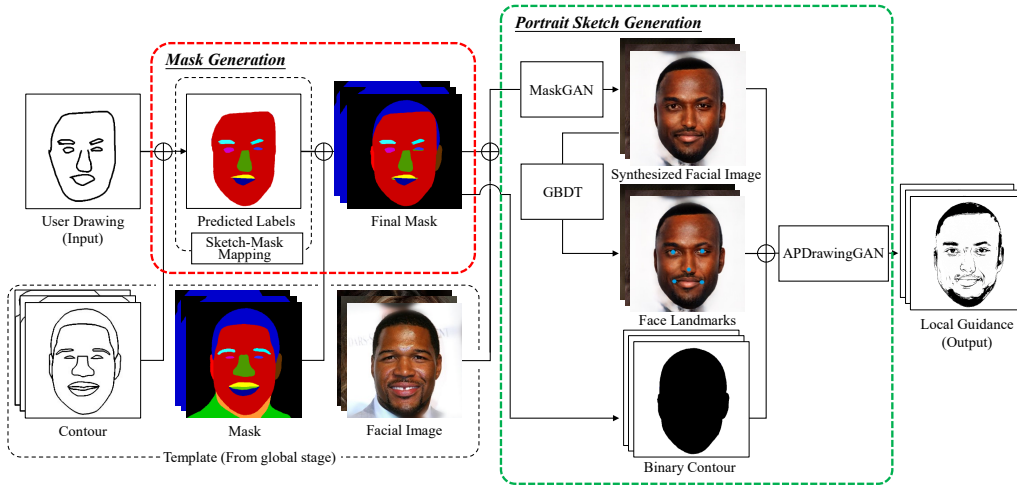 Portrait Sketch Generation
Mask Generation
MaskGAN
Synthesized Facial Image
GBDT
User Drawing
(Input)
Predicted Labels
Final Mask
Sketch-Mask
Mapping
APDrawingGAN
Face Landmarks
Local Guidance
(Output)
Contour
Mask
Facial Image
Template (From global stage)
Binary Contour